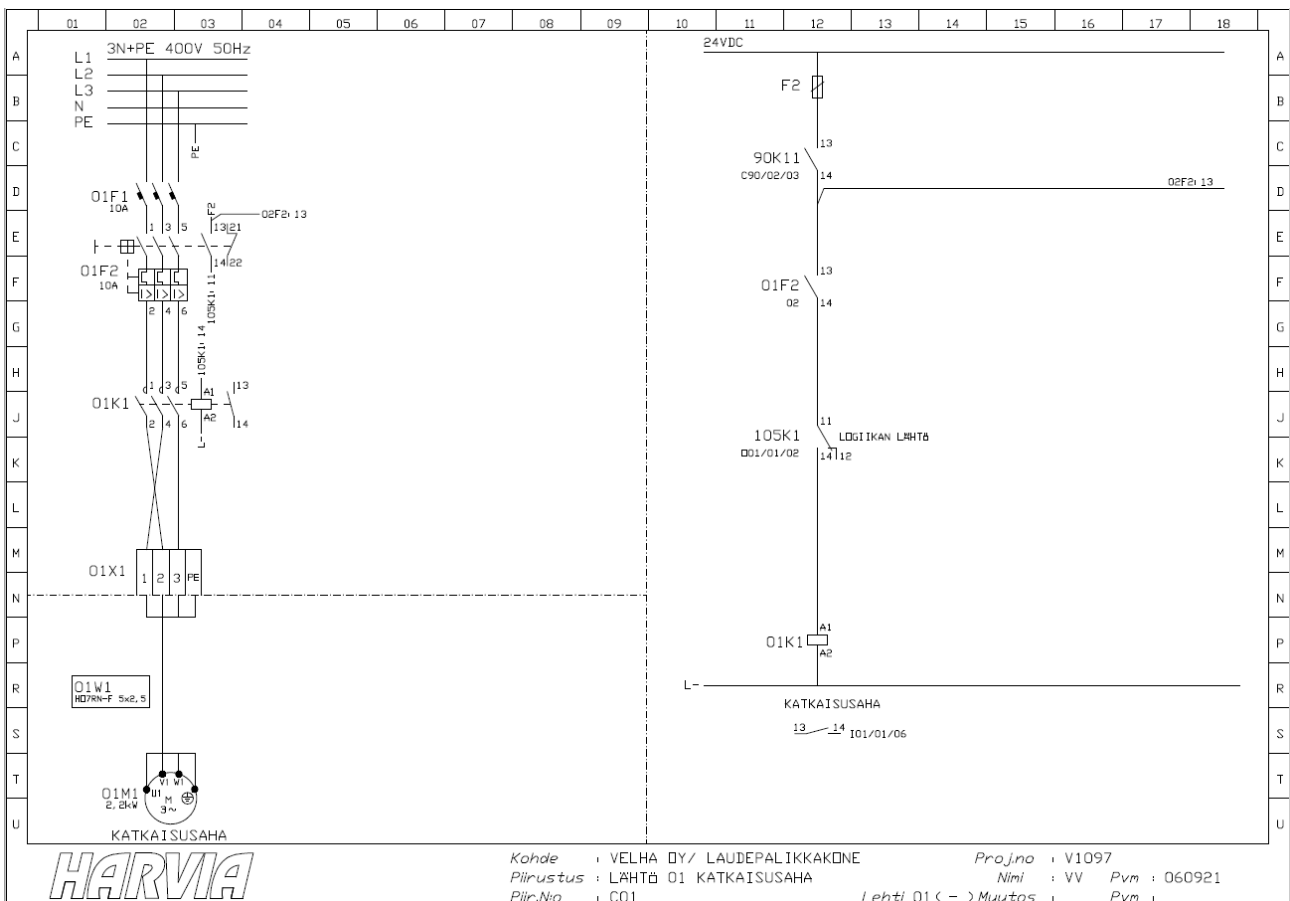 01 02 03 04 05 06 07 08 09 10 11 12 13 14 15 16 17 18
A A
B B
C C
D D
E E
F F
G G
H H
J J
K K
L L
M M
N N
P P
R R
S S
T T
U U
3N+PE 400V 50Hz
L1
L2
L3
N
PE
PE
01F1
10A
F2
02F2: 13
1 3 5
13 21
14 22
01F2
10A
I> I> I>
2 4 6
105K1: 11
105K1: 14
1 3 5
A1
13
01K1
2 4 6
A2
14
L-
01X1
1 2 3 PE
01W1
H07RN-F 5x2,5
V1 W1
U1
M
3~
01M1
2,2kW
KATKAISUSAHA
24VDC
F2
13
90K11
C90/02/03
14
02F2: 13
13
01F2
02
14
11
105K1
LOGIIKAN LÄHTÖ
O01/01/02
14 12
A1
01K1
A2
L-
KATKAISUSAHA
13 14 I01/01/06
HARVIA
Kohde : VELHA OY/ LAUDEPALIKKAKONE
Proj.no : V1097
Piirustus : LÄHTÖ 01 KATKAISUSAHA
Nimi : VV Pvm : 060921
Piir.N:o : C01
Lehti 01 ( - ) Muutos : Pvm :